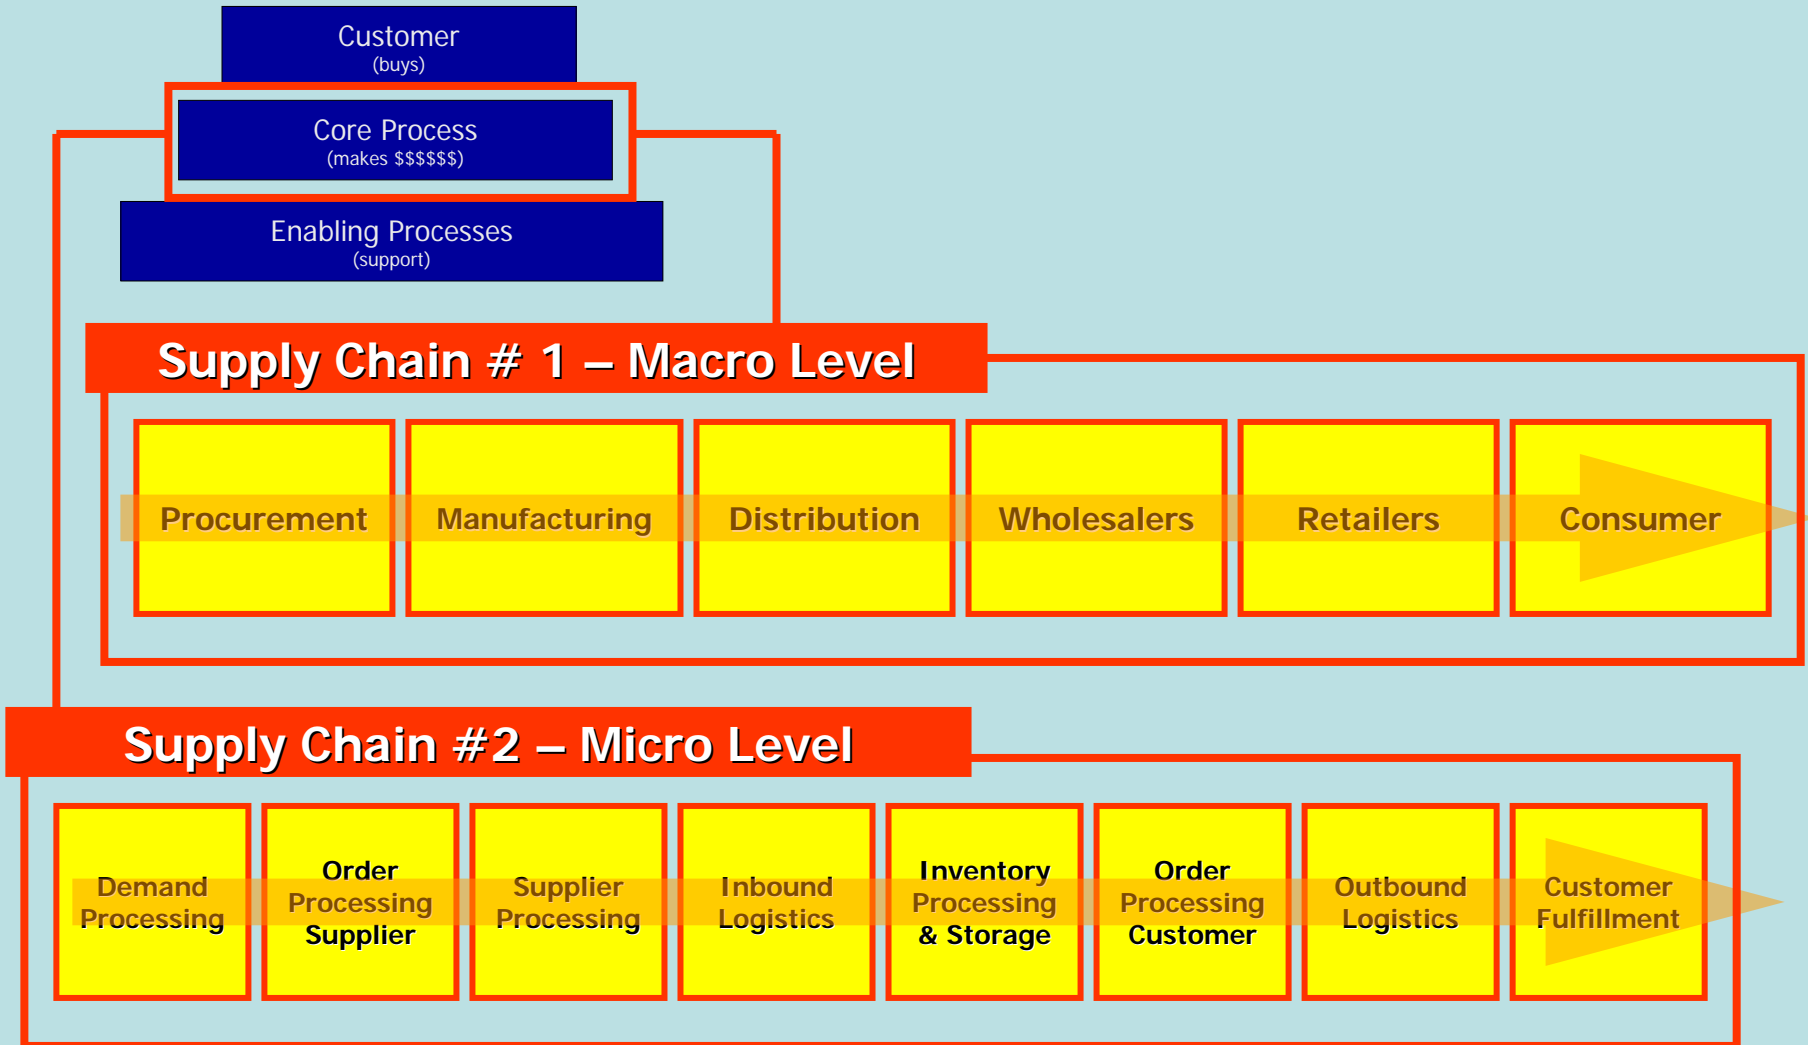 Customer
(buys)
Core Process
(makes $$$$$$)
Enabling Processes
(support)
Supply Chain # 1 – Macro Level
Procurement
Manufacturing
Distribution
Wholesalers
Retailers
Consumer
Supply Chain #2 – Micro Level
Demand
Processing
Order
Processing
Supplier
Supplier
Processing
Inbound
Logistics
Inventory
Processing
& Storage
Order
Processing
Customer
Outbound
Logistics
Customer
Fulfillment